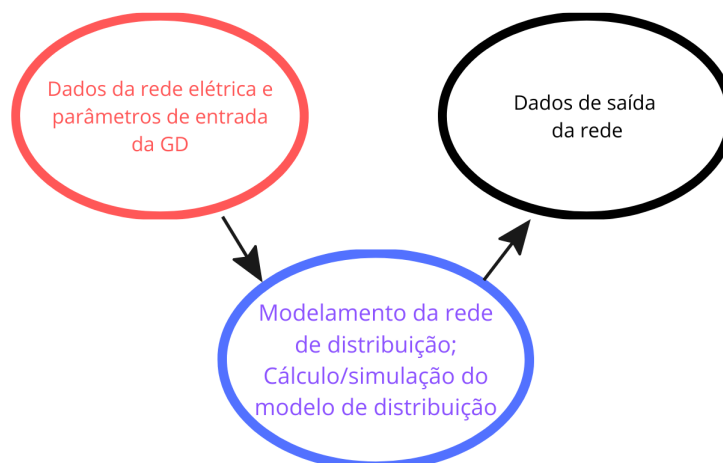 Dados da rede elétrica e
parâmetros de entrada
da GD
Dados de saída
da rede
Modelamento da rede
de distribuição;
Cálculo/simulação do
modelo de distribuição